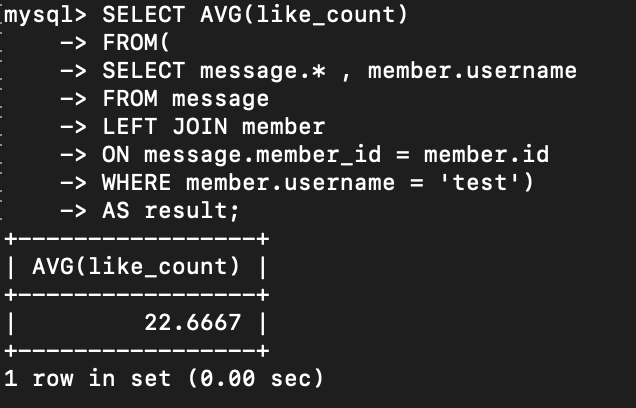 mysql> SELECT AVG(like_count)
    -> FROM(
    -> SELECT message.* , member.username
    -> FROM message
    -> LEFT JOIN member
    -> ON message.member_id = member.id
    -> WHERE member.username = 'test')
    -> AS result;
+-----------------+
| AVG(like_count) |
+-----------------+
|         22.6667 |
+-----------------+
1 row in set (0.00 sec)